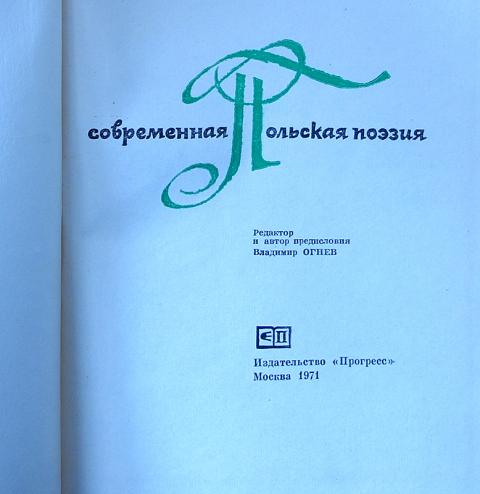 современная Польская поэзия
Редактор
и автор предисловия
Владимир ОГНЕВ
Издательство «Прогресс»
Москва 1971